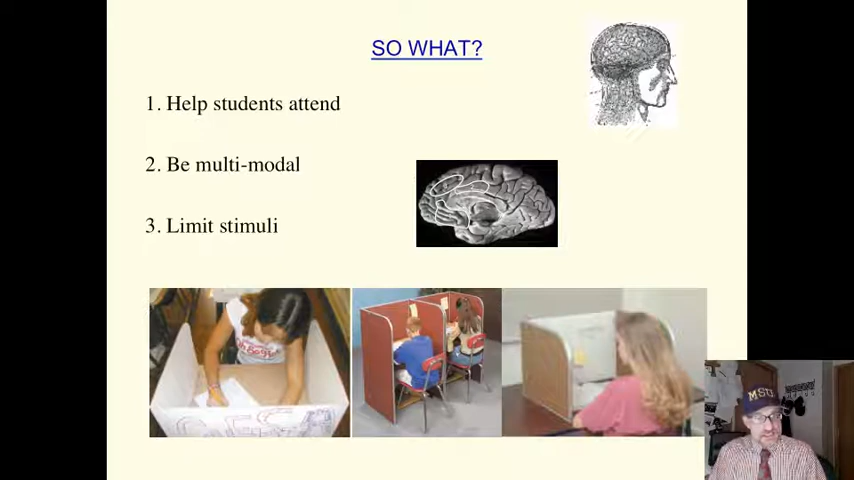 SO WHAT?
1. Help students attend
2. Be multi-modal
3. Limit stimuli
MSU